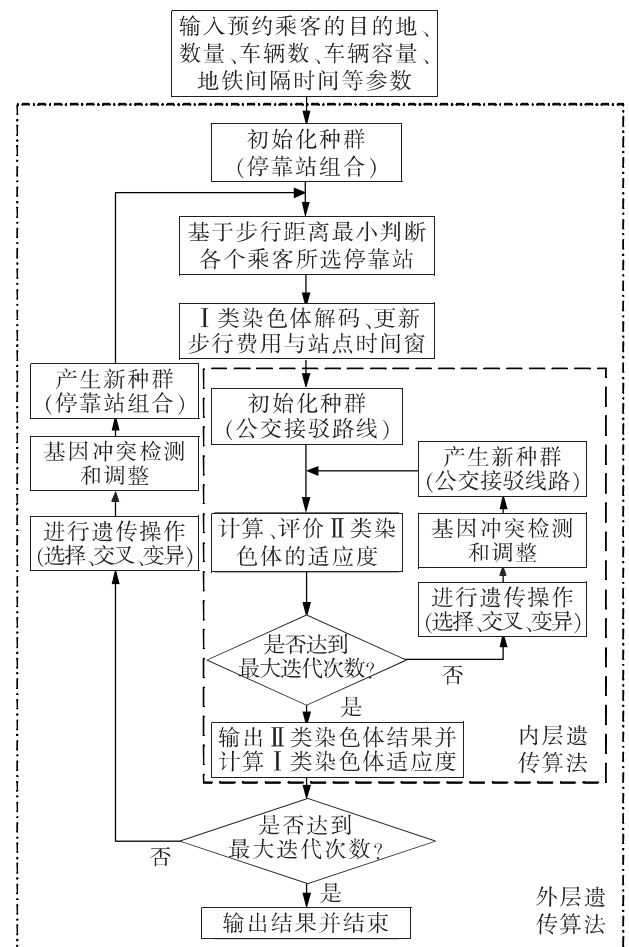 输入预约乘客的目的地、
数量、车辆数、车辆容量、
地铁间隔时间等参数
初始化种群
(停靠站组合)
基于步行距离最小判断
各个乘客所选停靠站
Ⅰ类染色体解码、更新
步行费用与站点时间窗
产生新种群
(停靠站组合)
基因冲突检测
和调整
进行遗传操作
(选择、交叉、变异)
初始化种群
(公交接驳路线)
产生新种群
(公交接驳线路)
计算、评价Ⅱ类染
色体的适应度
基因冲突检测
和调整
进行遗传操作
(选择、交叉、变异)
是否达到
最大迭代次数?
否
是
输出Ⅱ类染色体结果并
计算Ⅰ类染色体适应度
内层遗
传算法
是否达到
最大迭代次数?
否
是
输出结果并结束
外层遗
传算法